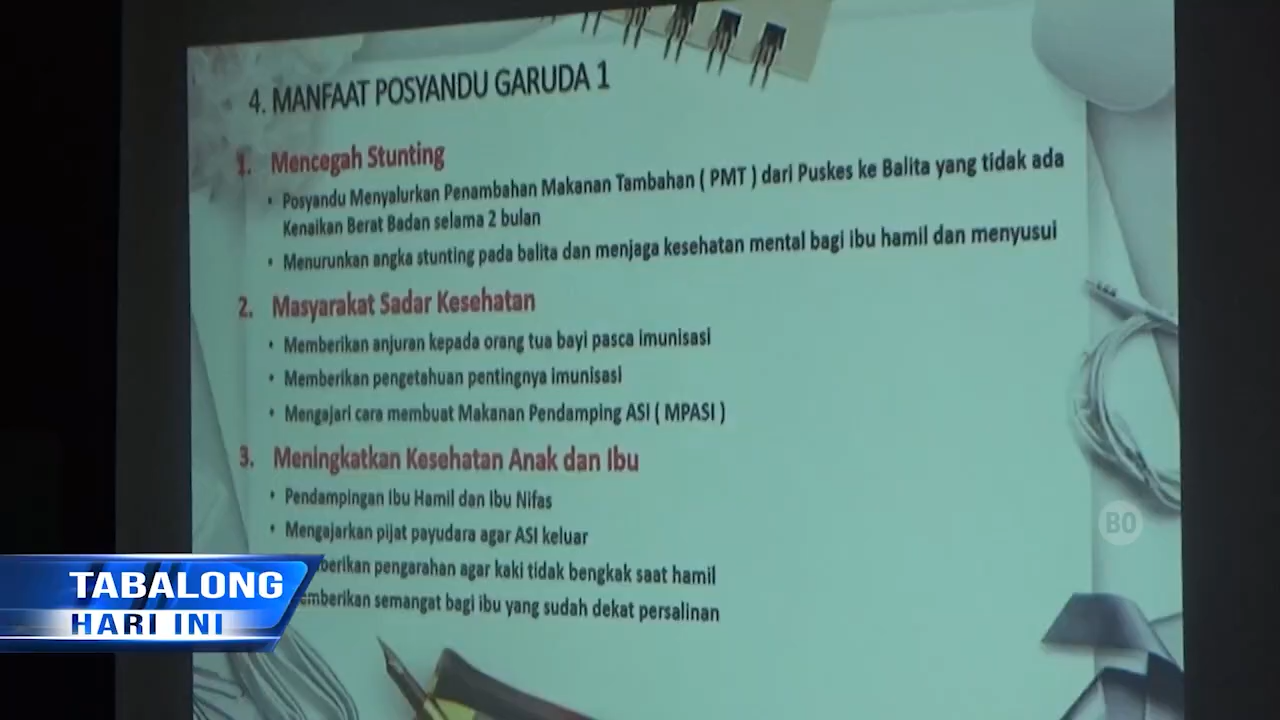 4. MANFAAT POSYANDU GARUDA 1
1. Mencegah Stunting
• Posyandu Menyalurkan Penambahan Makanan Tambahan ( PMT ) dari Puskes ke Balita yang tidak ada
Kenaikan Berat Badan selama 2 bulan
• Menurunkan angka stunting pada balita dan menjaga kesehatan mental bagi ibu hamil dan menyusui
2. Masyarakat Sadar Kesehatan
• Memberikan anjuran kepada orang tua bayi pasca imunisasi
• Memberikan pengetahuan pentingnya imunisasi
• Mengajari cara membuat Makanan Pendamping ASI ( MPASI )
3. Meningkatkan Kesehatan Anak dan Ibu
• Pendampingan Ibu Hamil dan Ibu Nifas
• Mengajarkan pijat payudara agar ASI keluar
pengarahan agar kaki tidak bengkak saat hamil
semangat bagi ibu yang sudah dekat persalinan
BO
TABALONG
HARI INI